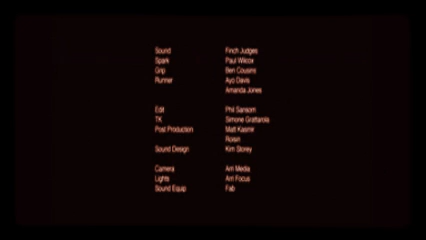 Sound Finch Judges
Spark Paul Wilcox
Grip Ben Cousins
Runner Ayo Davis
Amanda Jones
Edit Phil Sansom
TK Simone Grattarola
Post Production Matt Kasmir
Roisin
Sound Design Kim Storey
Camera Arri Media
Lights Arri Focus
Sound Equip Fab